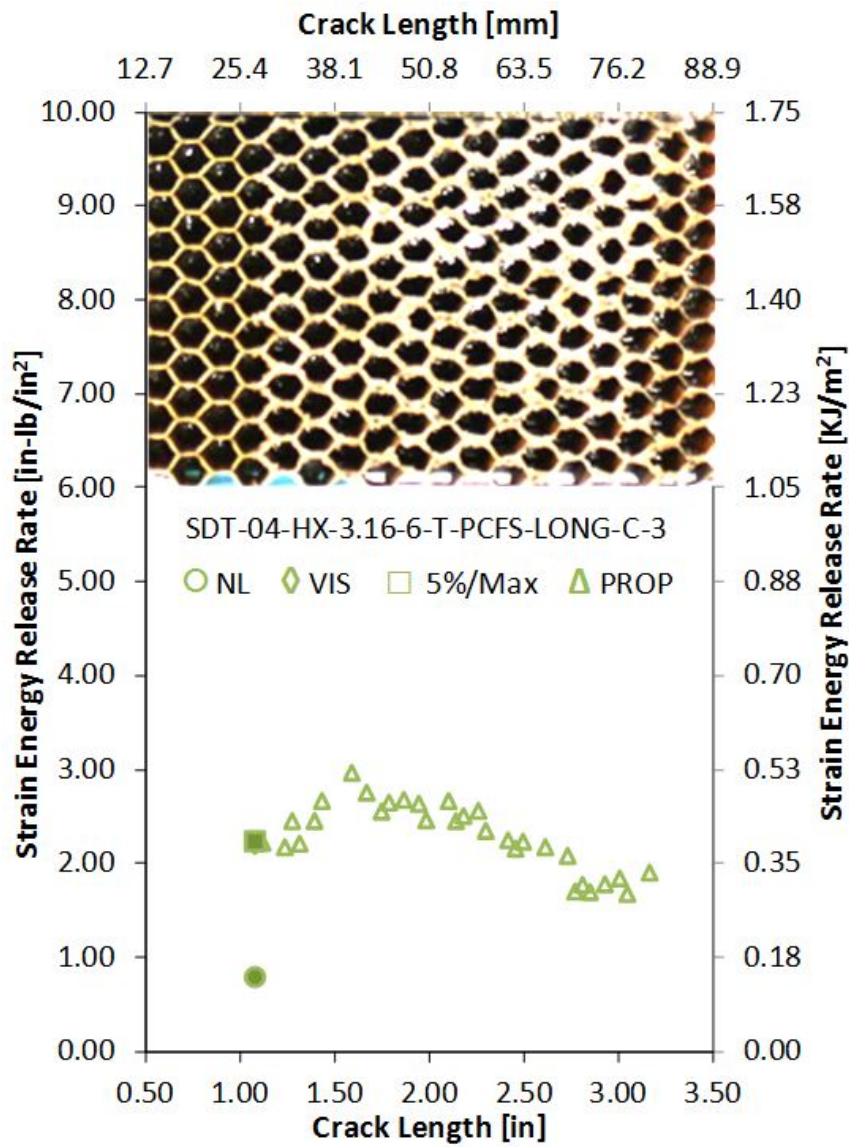 Crack Length [mm]
12.7 25.4 38.1 50.8 63.5 76.2 88.9
Strain Energy Release Rate [in-lb/in²]
10.00
9.00
8.00
7.00
6.00
5.00
4.00
3.00
2.00
1.00
0.00
SDT-04-HX-3.16-6-T-PCFS-LONG-C-3
NL VIS 5%/Max PROP
1.75
1.58
1.40
1.23
1.05
0.88
0.70
0.53
0.35
0.18
0.00
Strain Energy Release Rate [KJ/m²]
0.50 1.00 1.50 2.00 2.50 3.00 3.50
Crack Length [in]